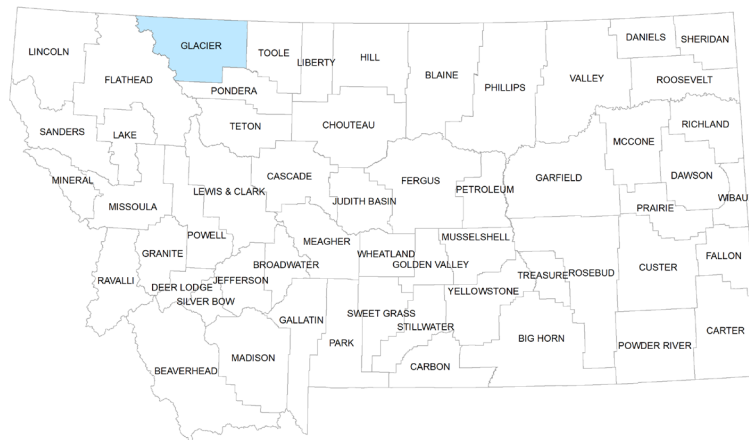 DANIELS
SHERIDAN
GLACIER
LINCOLN
TOOLE
HILL
LIBERTY
BLAINE
VALLEY
FLATHEAD
ROOSEVELT
PHILLIPS
PONDERA
TETON
CHOUTEAU
RICHLAND
SANDERS
LAKE
MCCONE
CASCADE
GARFIELD
DAWSON
FERGUS
MINERAL
LEWIS & CLARK
PETROLEUM
WIBAU
JUDITH BASIN
MISSOULA
PRAIRIE
POWELL
MUSSELSHELL
MEAGHER
GRANITE
WHEATLAND
FALLON
BROADWATER
GOLDEN VALLEY
CUSTER
TREASURE
ROSEBUD
RAVALLI
JEFFERSON
DEER LODGE
YELLOWSTONE
SILVER BOW
SWEET GRASS
GALLATIN
STILLWATER
CARTER
BIG HORN
PARK
POWDER RIVER
MADISON
CARBON
BEAVERHEAD